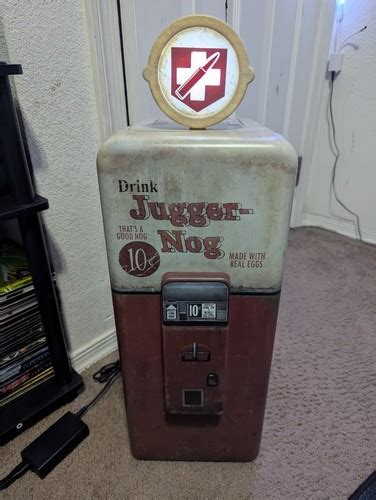 Drink
Jugger-
Nog
THAT'S A
GOOD NOG
10¢
MADE WITH
REAL EGGS
10¢